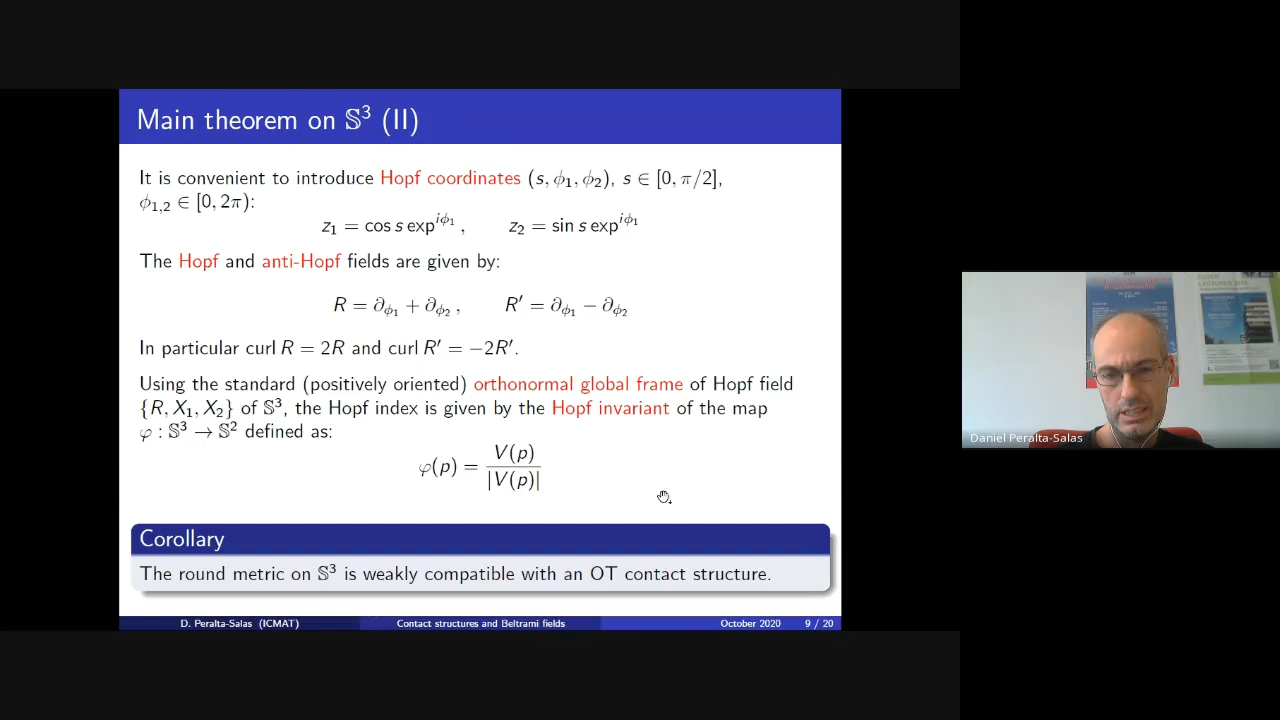 Main theorem on 𝕊³ (II)
It is convenient to introduce Hopf coordinates (s, ϕ₁, ϕ₂), s ∈ [0, π/2],
ϕ₁,₂ ∈ [0, 2π):
z₁ = cos s exp^{iϕ₁} , z₂ = sin s exp^{iϕ₁}
The Hopf and anti-Hopf fields are given by:
R = ∂_{ϕ₁} + ∂_{ϕ₂} , R′ = ∂_{ϕ₁} − ∂_{ϕ₂}
In particular curl R = 2R and curl R′ = −2R′.
Using the standard (positively oriented) orthonormal global frame of Hopf field
{R, X₁, X₂} of 𝕊³, the Hopf index is given by the Hopf invariant of the map
φ : 𝕊³ → 𝕊² defined as:
φ(p) = V(p) / |V(p)|
Corollary
The round metric on 𝕊³ is weakly compatible with an OT contact structure.
D. Peralta-Salas (ICMAT) Contact structures and Beltrami fields October 2020 9 / 20
LECTURES
Daniel Peralta-Salas